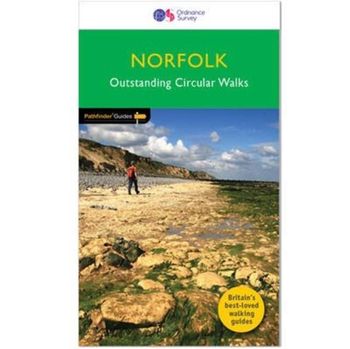 Ordnance
Survey
NORFOLK
Outstanding Circular Walks
Pathfinder® Guides
Britain's
best-loved
walking
guides